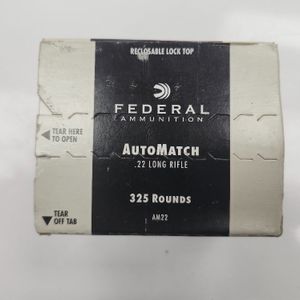 RECLOSABLE LOCK TOP
FEDERAL
AMMUNITION
TEAR HERE
TO OPEN
AUTOMATCH
.22 LONG RIFLE
325 ROUNDS
TEAR
OFF TAB
AM22